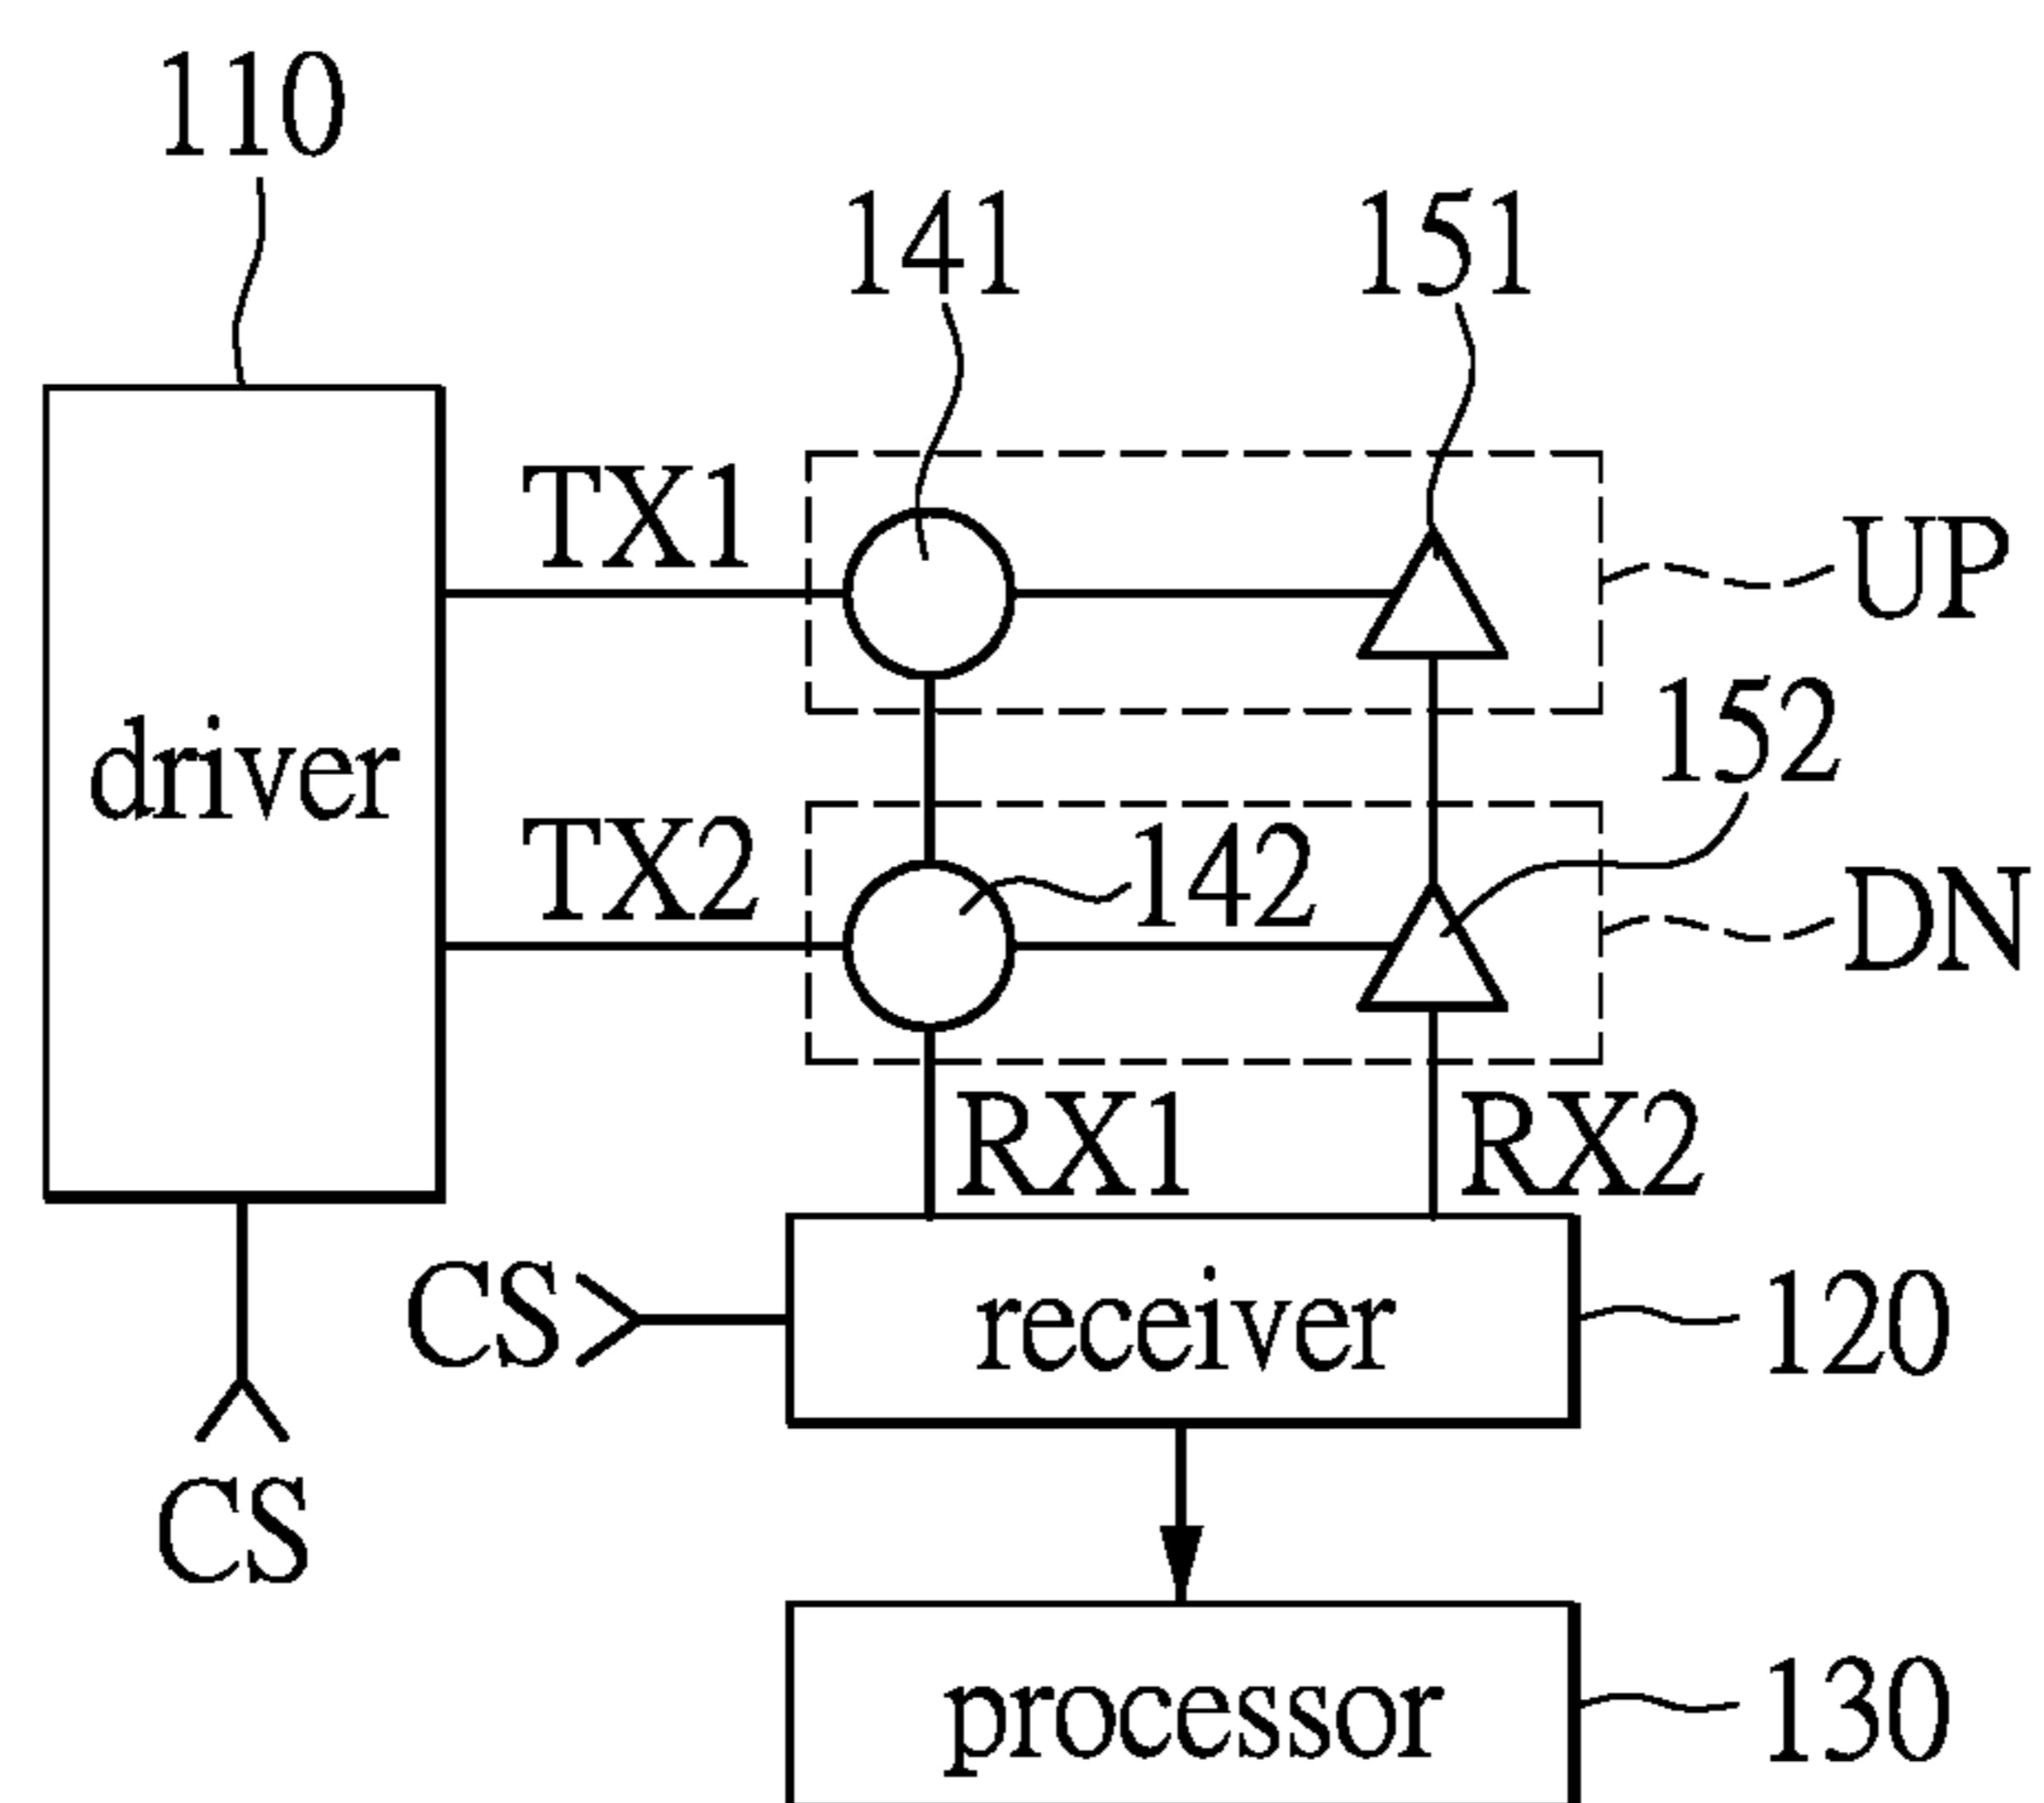 110
141
151
TX1
UP
driver
152
TX2
142
DN
RX1
RX2
CS
receiver
120
CS
processor
130